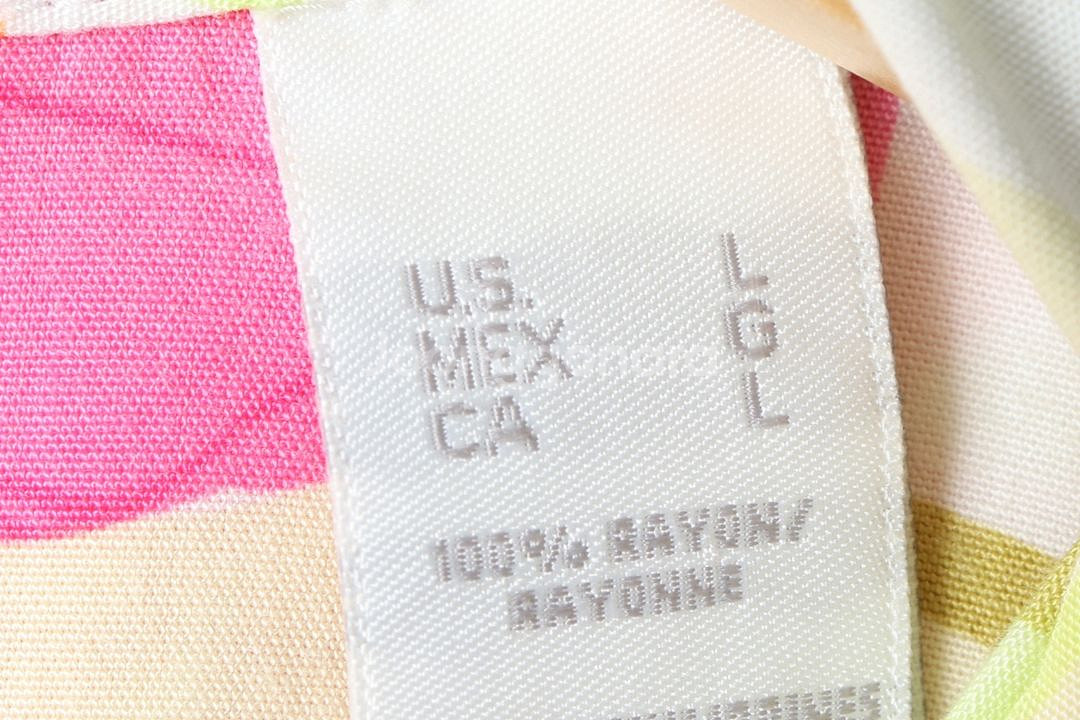 U.S. L
MEX G
CA L
100% RAYON/
RAYONNE